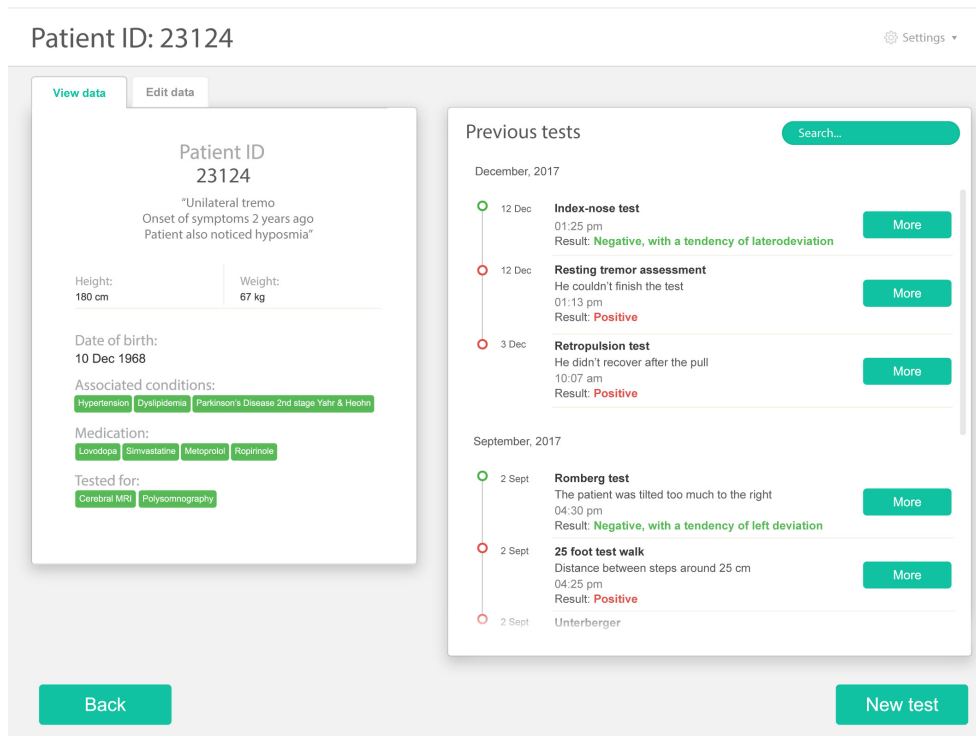 Patient ID: 23124
Settings
View data
Edit data
Patient ID
23124
“Unilateral tremo
Onset of symptoms 2 years ago
Patient also noticed hyposmia”
Height:
180 cm
Weight:
67 kg
Date of birth:
10 Dec 1968
Associated conditions:
Hypertension Dyslipidemia Parkinson's Disease 2nd stage Yahr & Heohn
Medication:
Lovodopa Simvastatine Metoprolol Ropirinole
Tested for:
Cerebral MRI Polysomnography
Previous tests
Search...
December, 2017
12 Dec
Index-nose test
01:25 pm
Result: Negative, with a tendency of laterodeviation
More
12 Dec
Resting tremor assessment
He couldn’t finish the test
01:13 pm
Result: Positive
More
3 Dec
Retropulsion test
He didn’t recover after the pull
10:07 am
Result: Positive
More
September, 2017
2 Sept
Romberg test
The patient was tilted too much to the right
04:30 pm
Result: Negative, with a tendency of left deviation
More
2 Sept
25 foot test walk
Distance between steps around 25 cm
04:25 pm
Result: Positive
More
2 Sept
Unterberger
Back
New test